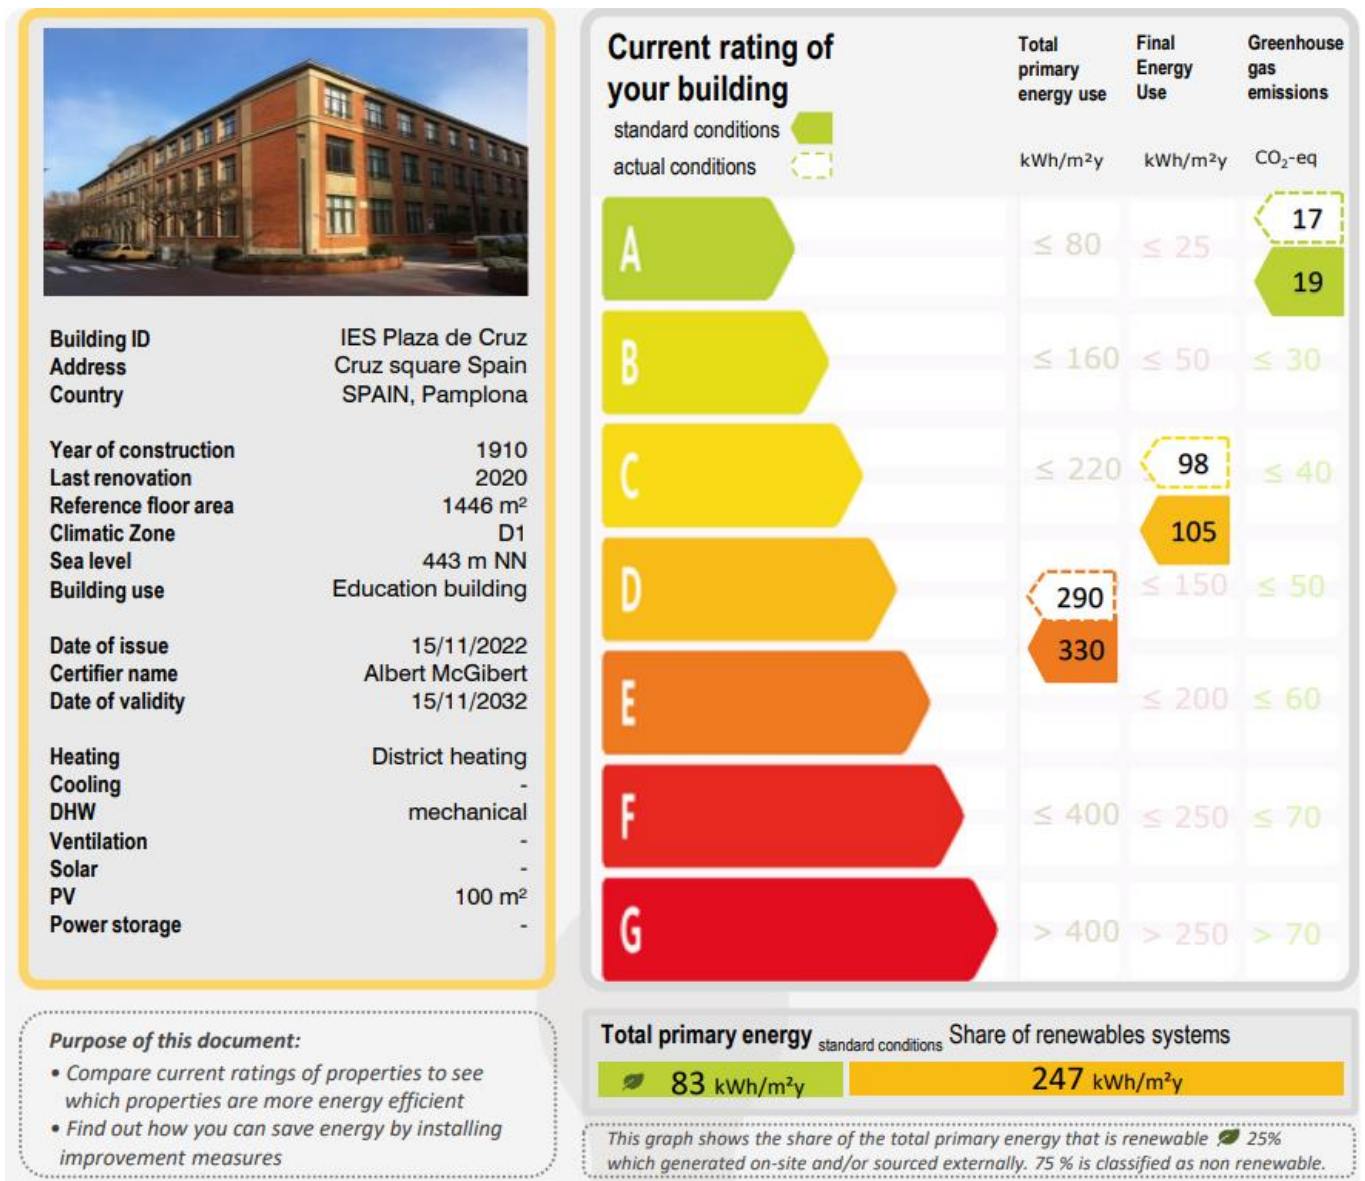 Building ID IES Plaza de Cruz
Address Cruz square Spain
Country SPAIN, Pamplona
Year of construction 1910
Last renovation 2020
Reference floor area 1446 m²
Climatic Zone D1
Sea level 443 m NN
Building use Education building
Date of issue 15/11/2022
Certifier name Albert McGibert
Date of validity 15/11/2032
Heating District heating
Cooling -
DHW mechanical
Ventilation -
Solar -
PV 100 m²
Power storage -
Purpose of this document:
• Compare current ratings of properties to see
which properties are more energy efficient
• Find out how you can save energy by installing
improvement measures
Current rating of
your building
standard conditions
actual conditions
Total
primary
energy use
Final
Energy
Use
Greenhouse
gas
emissions
kWh/m²y kWh/m²y CO₂-eq
17
A ≤ 80 ≤ 25
19
B ≤ 160 ≤ 50 ≤ 30
C ≤ 220 98 ≤ 40
105
D ≤ 150 ≤ 50
290
330
E ≤ 200 ≤ 60
F ≤ 400 ≤ 250 ≤ 70
G > 400 > 250 > 70
Total primary energy standard conditions Share of renewables systems
83 kWh/m²y 247 kWh/m²y
This graph shows the share of the total primary energy that is renewable 25%
which generated on-site and/or sourced externally. 75 % is classified as non renewable.